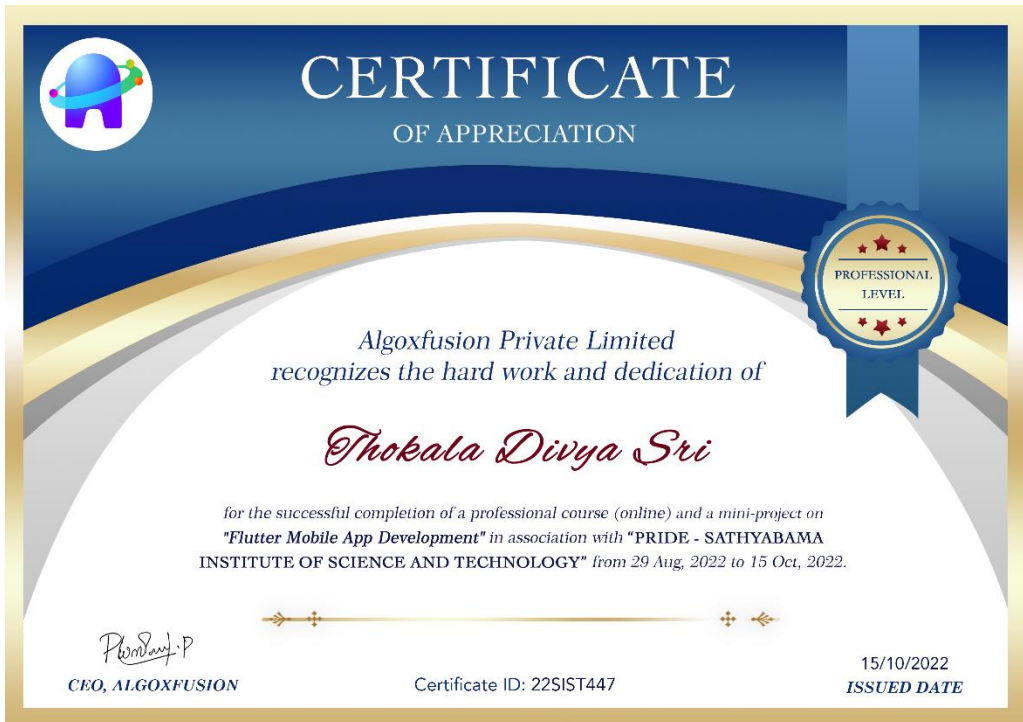 CERTIFICATE
OF APPRECIATION
PROFESSIONAL
LEVEL
Algoxfusion Private Limited
recognizes the hard work and dedication of
Thokala Divya Sri
for the successful completion of a professional course (online) and a mini-project on
"Flutter Mobile App Development" in association with "PRIDE - SATHYABAMA
INSTITUTE OF SCIENCE AND TECHNOLOGY" from 29 Aug, 2022 to 15 Oct, 2022.
CEO, ALGOXFUSION
Certificate ID: 22SIST447
15/10/2022
ISSUED DATE